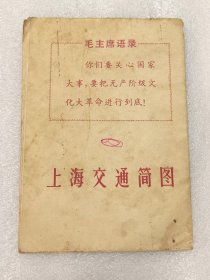 毛主席语录
你们要关心国家
大事，要把无产阶级文
化大革命进行到底！
上海交通简图